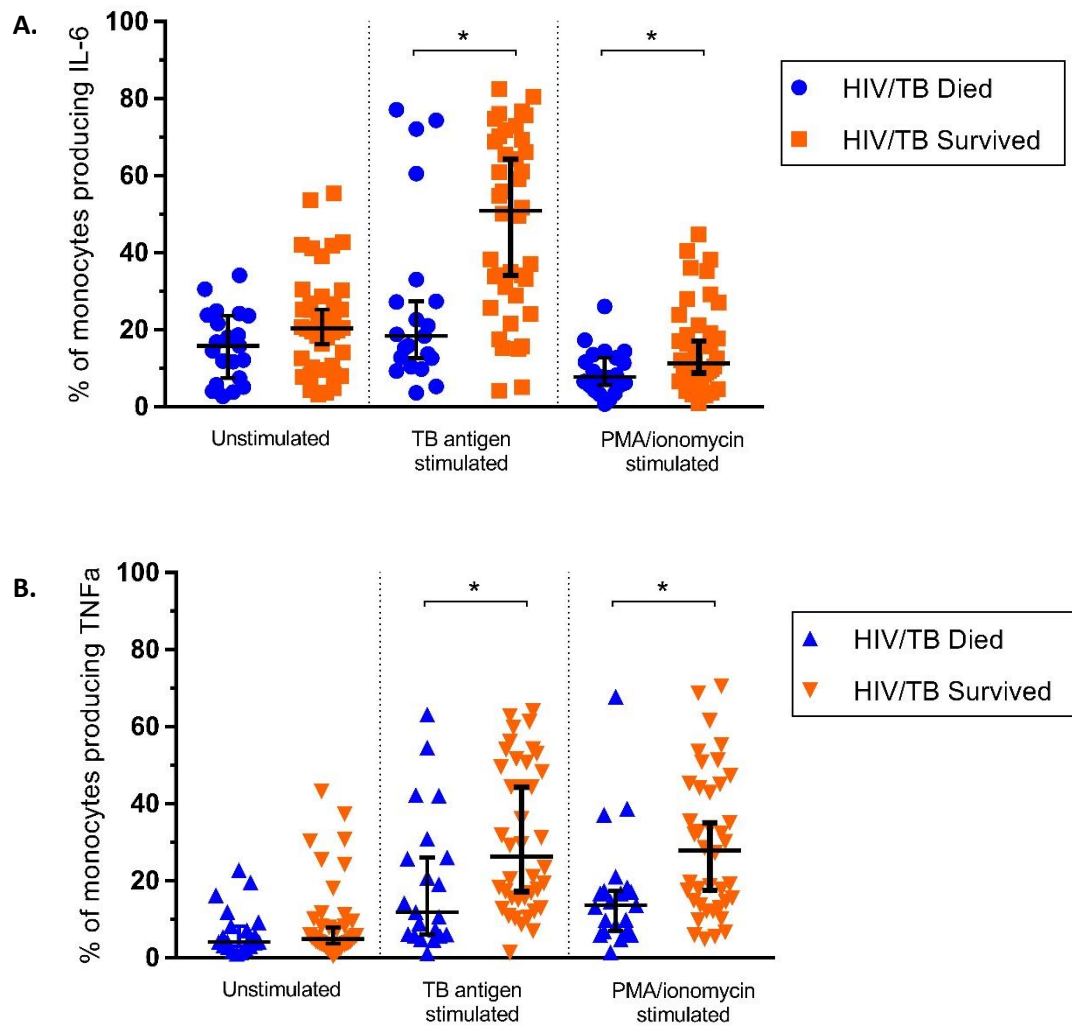 A.
% of monocytes producing IL-6
100
80
60
40
20
0
*
*
Unstimulated
TB antigen
stimulated
PMA/ionomycin
stimulated
HIV/TB Died
HIV/TB Survived
B.
% of monocytes producing TNFa
100
80
60
40
20
0
*
*
Unstimulated
TB antigen
stimulated
PMA/ionomycin
stimulated
HIV/TB Died
HIV/TB Survived